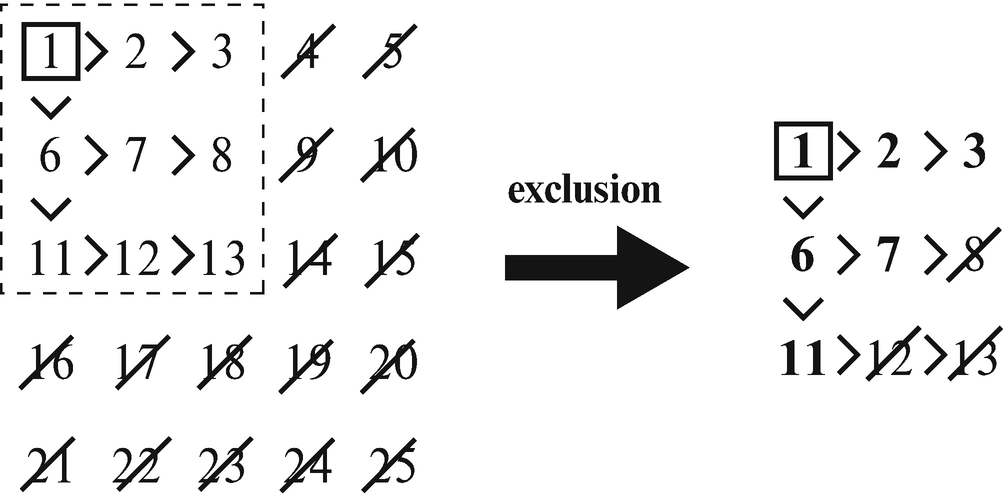 1 > 2 > 3 4 5
6 > 7 > 8 9 10
11 > 12 > 13 14 15
16 17 18 19 20
21 22 23 24 25
exclusion
1 > 2 > 3
6 > 7 > 8
11 > 12 > 13